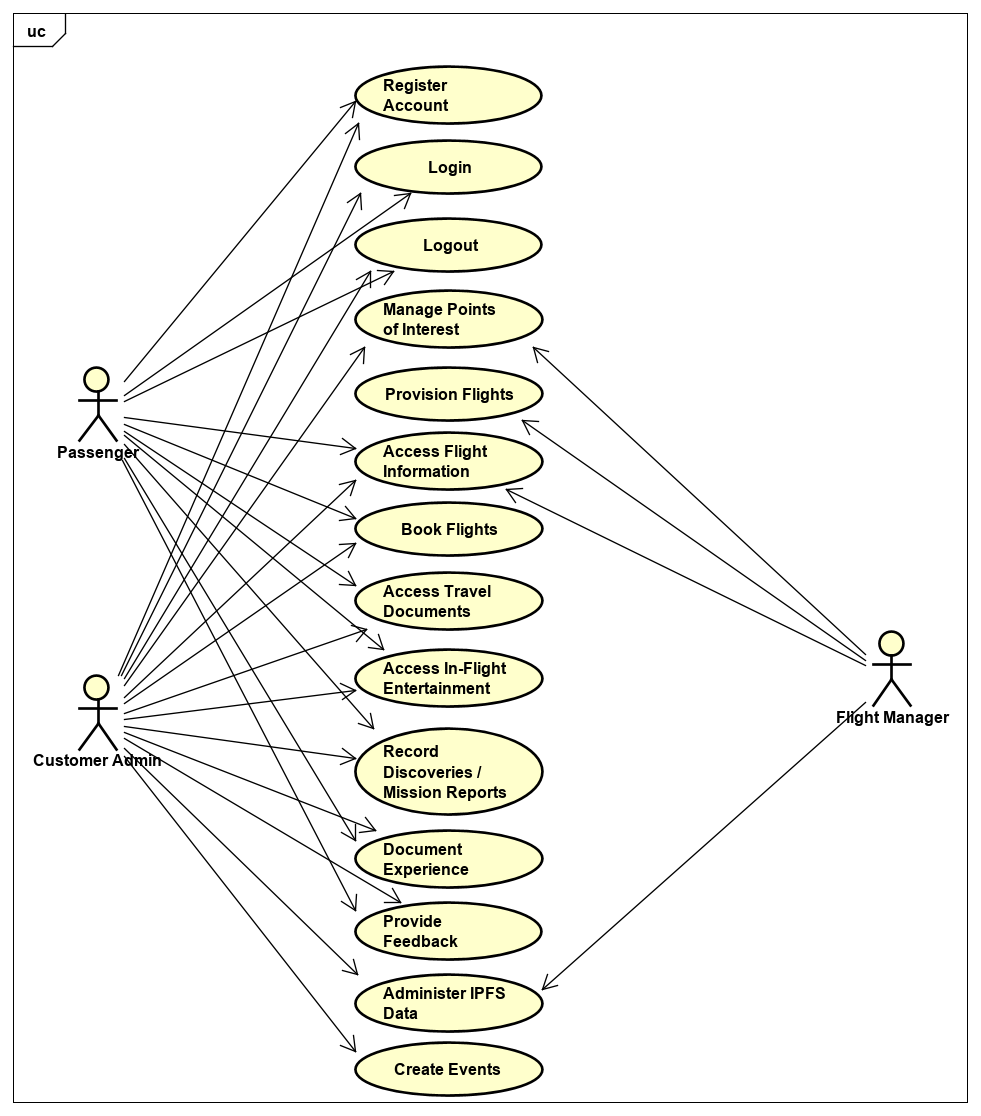 uc
Register
Account
Login
Logout
Manage Points
of Interest
Provision Flights
Access Flight
Information
Passenger
Book Flights
Access Travel
Documents
Access In-Flight
Entertainment
Flight Manager
Customer Admin
Record
Discoveries /
Mission Reports
Document
Experience
Provide
Feedback
Administer IPFS
Data
Create Events